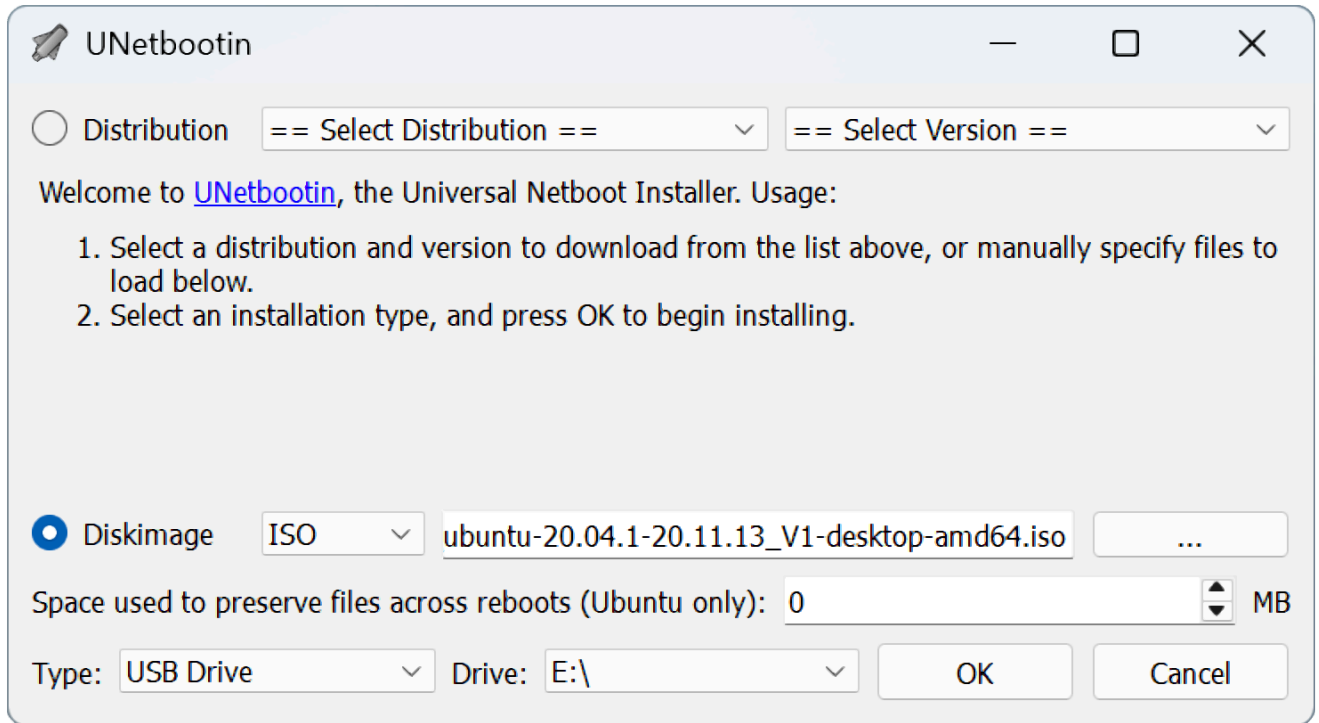 UNetbootin
Distribution == Select Distribution == == Select Version ==
Welcome to UNetbootin, the Universal Netboot Installer. Usage:
1. Select a distribution and version to download from the list above, or manually specify files to
load below.
2. Select an installation type, and press OK to begin installing.
Diskimage ISO ubuntu-20.04.1-20.11.13_V1-desktop-amd64.iso ...
Space used to preserve files across reboots (Ubuntu only): 0 MB
Type: USB Drive Drive: E:\ OK Cancel